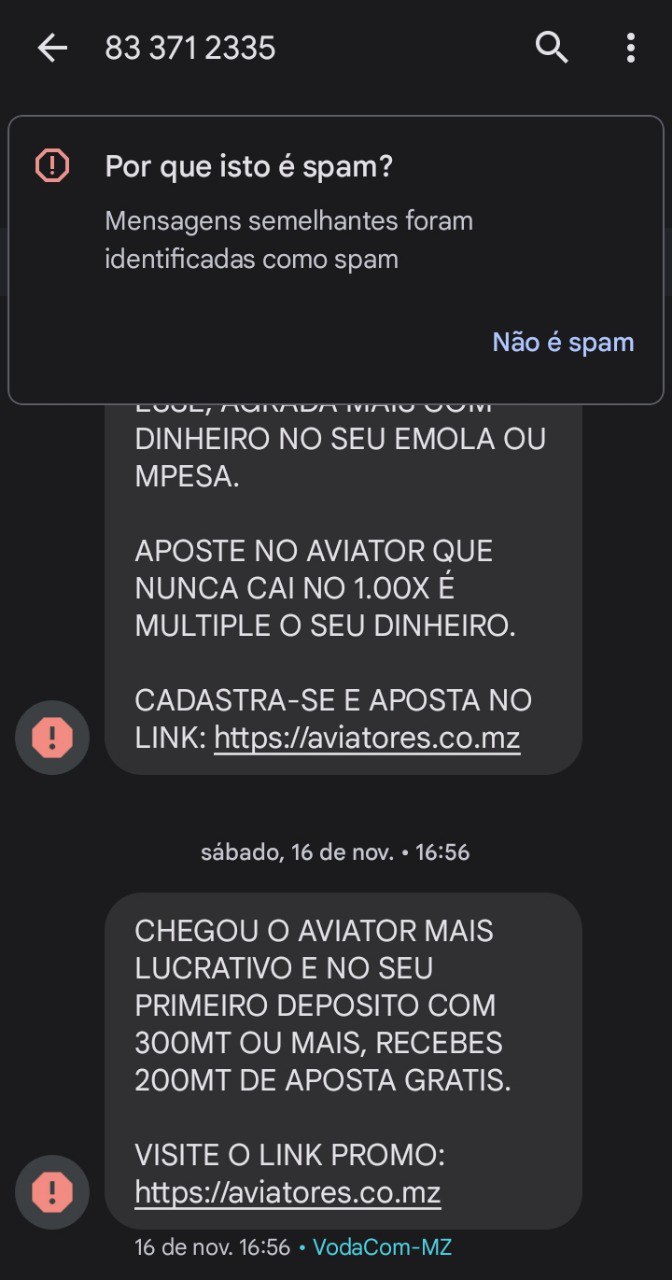 83 371 2335
Por que isto é spam?
Mensagens semelhantes foram
identificadas como spam
Não é spam
ESSE, AGRADA MAIS COM
DINHEIRO NO SEU EMOLA OU
MPESA.
APOSTE NO AVIATOR QUE
NUNCA CAI NO 1.00X É
MULTIPLE O SEU DINHEIRO.
CADASTRA-SE E APOSTA NO
LINK: https://aviatores.co.mz
sábado, 16 de nov. • 16:56
CHEGOU O AVIATOR MAIS
LUCRATIVO E NO SEU
PRIMEIRO DEPOSITO COM
300MT OU MAIS, RECEBES
200MT DE APOSTA GRATIS.
VISITE O LINK PROMO:
https://aviatores.co.mz
16 de nov. 16:56 • VodaCom-MZ